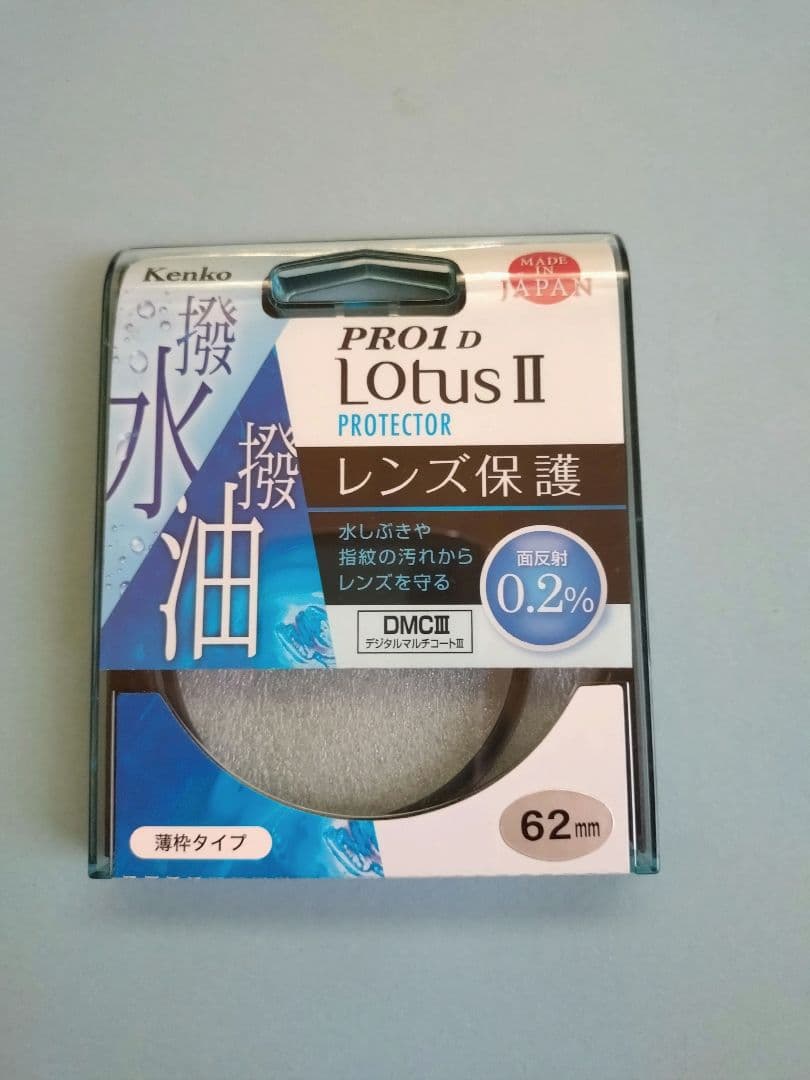 Kenko
MADE
IN
JAPAN
撥水
撥油
PRO1 D
Lotus II
PROTECTOR
レンズ保護
水しぶきや
指紋の汚れから
レンズを守る
面反射
0.2%
DMCIII
デジタルマルチコートIII
薄枠タイプ
62mm